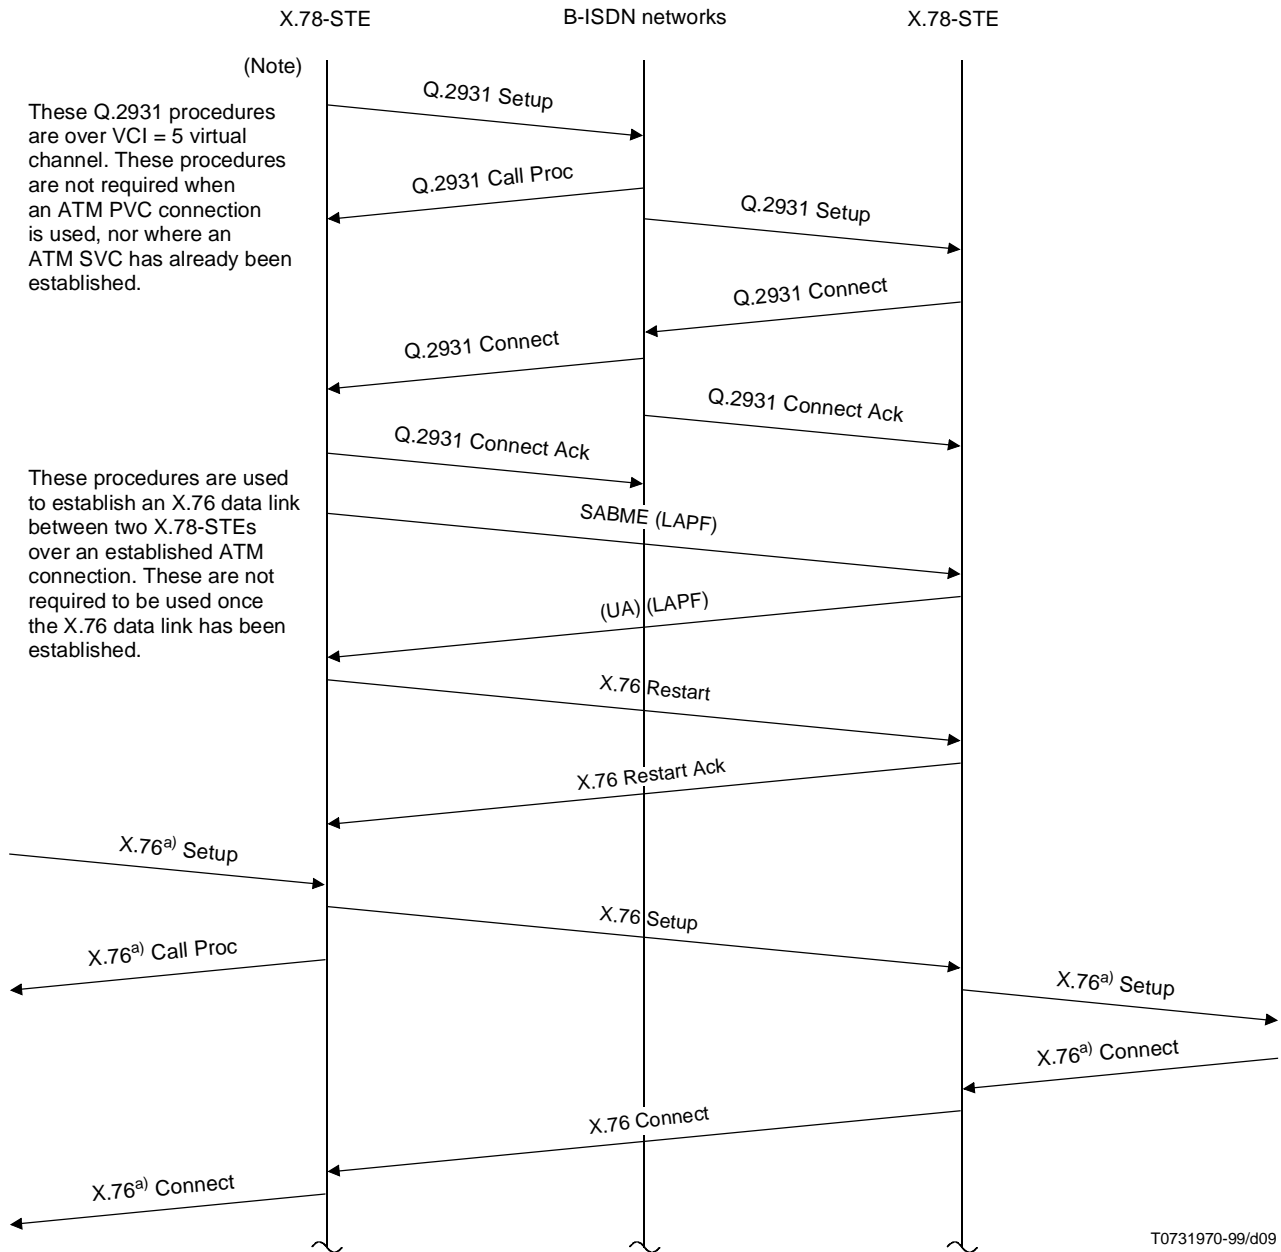 X.78-STE
B-ISDN networks
X.78-STE
(Note)
These Q.2931 procedures
are over VCI = 5 virtual
channel. These procedures
are not required when
an ATM PVC connection
is used, nor where an
ATM SVC has already been
established.
Q.2931 Setup
Q.2931 Call Proc
Q.2931 Setup
Q.2931 Connect
Q.2931 Connect
Q.2931 Connect Ack
Q.2931 Connect Ack
These procedures are used
to establish an X.76 data link
between two X.78-STEs
over an established ATM
connection. These are not
required to be used once
the X.76 data link has been
established.
SABME (LAPF)
(UA) (LAPF)
X.76 Restart
X.76 Restart Ack
X.76a) Setup
X.76 Setup
X.76a) Call Proc
X.76a) Setup
X.76a) Connect
X.76 Connect
X.76a) Connect
T0731970-99/d09